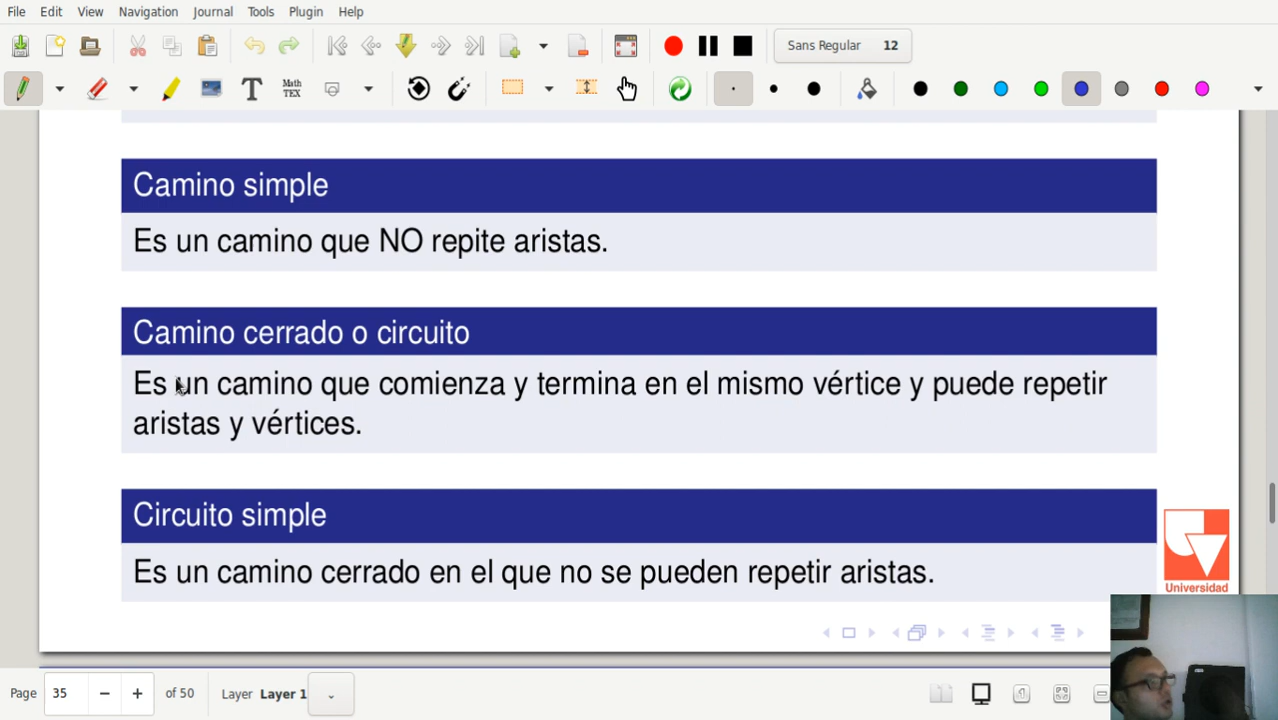 File Edit View Navigation Journal Tools Plugin Help
Sans Regular 12
T Math TEX
Camino simple
Es un camino que NO repite aristas.
Camino cerrado o circuito
Es un camino que comienza y termina en el mismo vértice y puede repetir
aristas y vértices.
Circuito simple
Es un camino cerrado en el que no se pueden repetir aristas.
Universidad
Page 35 of 50 Layer Layer 1